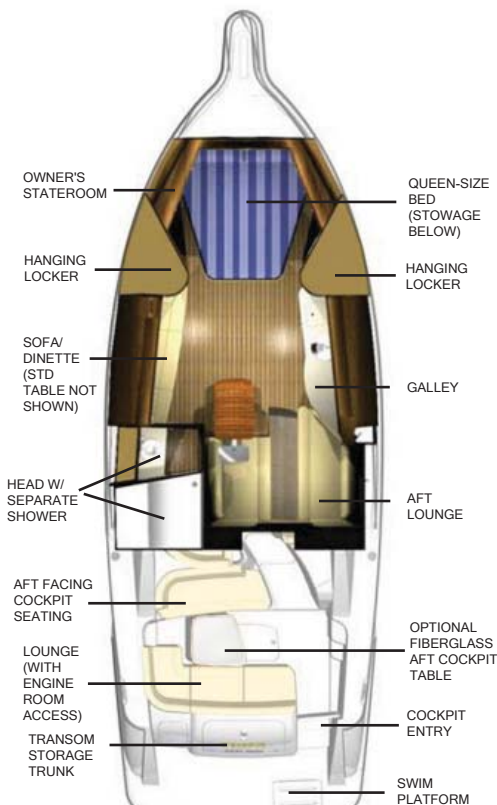 OWNER'S
STATEROOM
QUEEN-SIZE
BED
(STOWAGE
BELOW)
HANGING
LOCKER
HANGING
LOCKER
SOFA/
DINETTE
(STD
TABLE NOT
SHOWN)
GALLEY
HEAD W/
SEPARATE
SHOWER
AFT
LOUNGE
AFT FACING
COCKPIT
SEATING
OPTIONAL
FIBERGLASS
AFT COCKPIT
TABLE
LOUNGE
(WITH
ENGINE
ROOM
ACCESS)
COCKPIT
ENTRY
TRANSOM
STORAGE
TRUNK
SWIM
PLATFORM